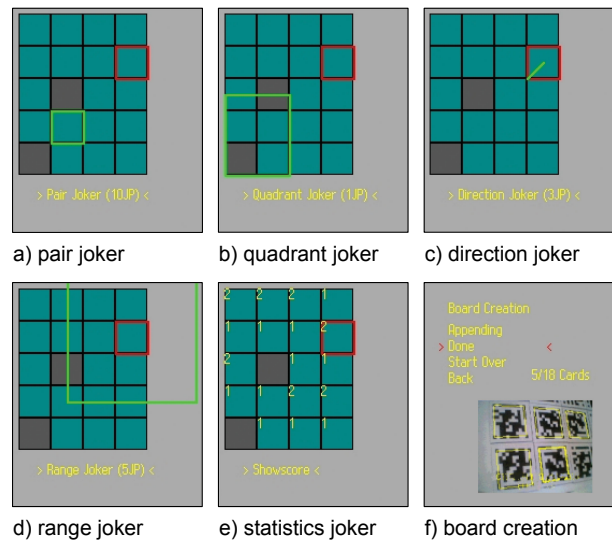 > Pair Joker (10JP) <
> Quadrant Joker (1JP) <
> Direction Joker (3JP) <
a) pair joker
b) quadrant joker
c) direction joker
> Range Joker (5JP) <
2 2 2 1
1 1 1 2
2 1 1
1 1 2 2
1 1 1
> Showscore <
Board Creation
Appending
> Done <
Start Over
Back
5/18 Cards
d) range joker
e) statistics joker
f) board creation